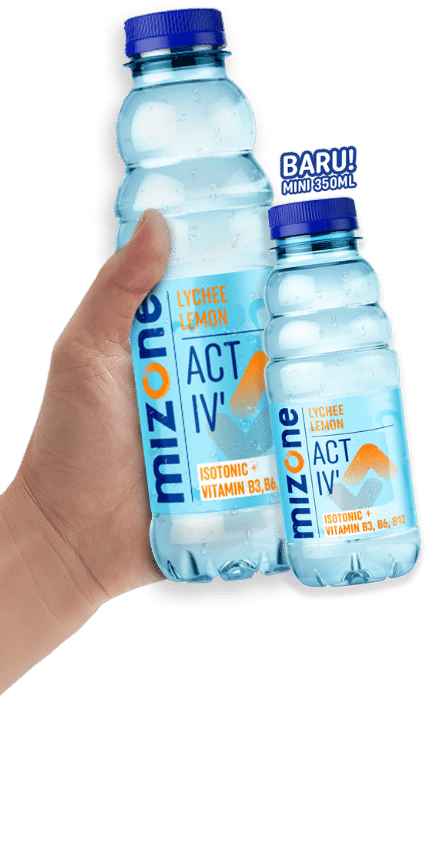 BARU!
MINI 350ML
mizone
LYCHEE
LEMON
ACT
IV'
ISOTONIC +
VITAMIN B3,B6,
mizone
LYCHEE
LEMON
ACT
IV'
ISOTONIC +
VITAMIN B3, B6, B12